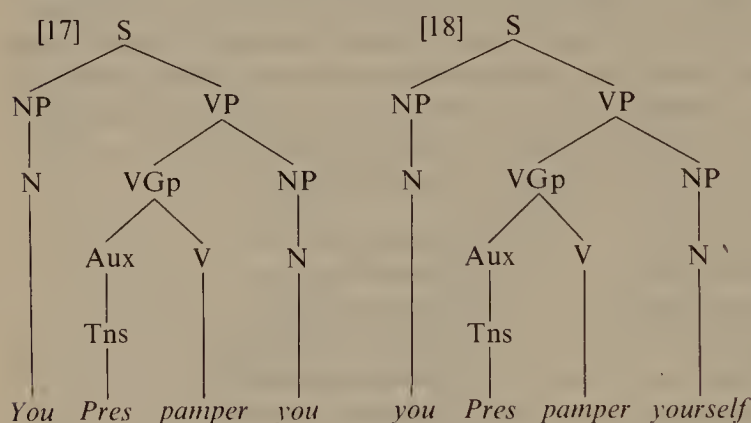 [17] S [18] S
NP VP NP VP
N VGp NP N VGp NP
Aux V N Aux V N
Tns Tns
You Pres pamper you you Pres pamper yourself